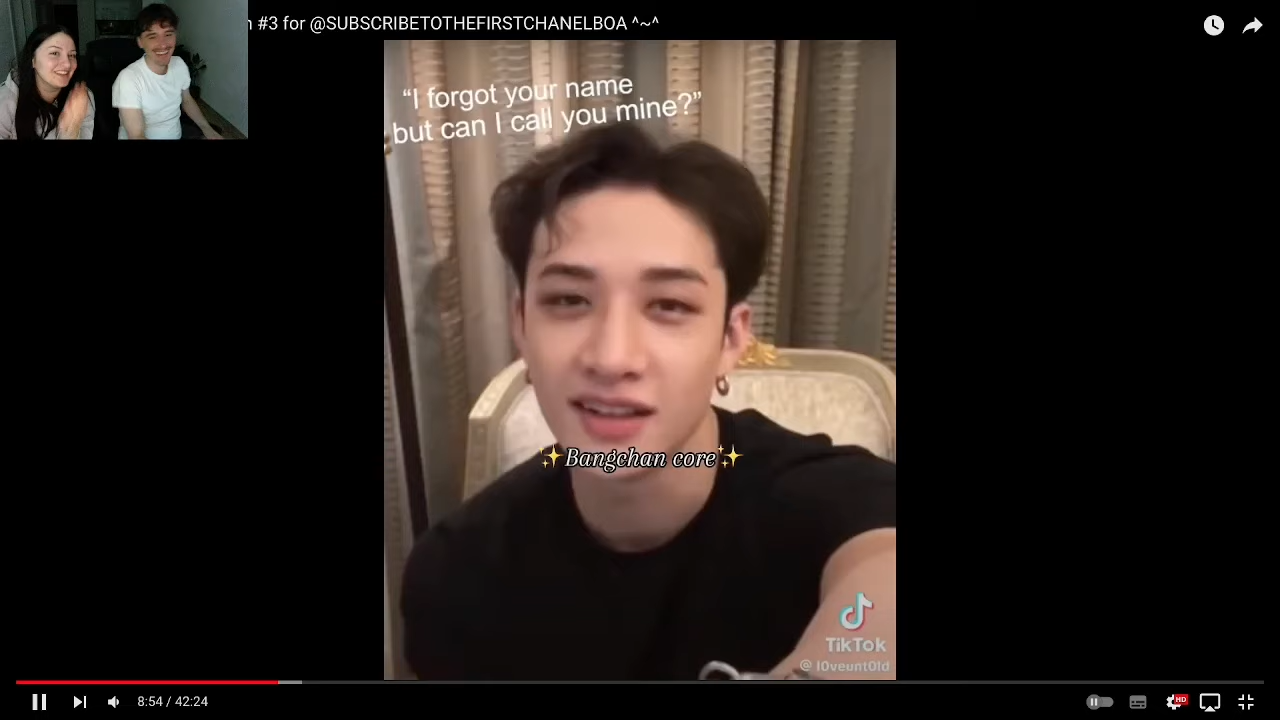 n #3 for @SUBSCRIBETOTHEFIRSTCHANELBOA ^~^
“I forgot your name
but can I call you mine?”
✨Bangchan core✨
TikTok
@l0veunt0ld
8:54 / 42:24
HD